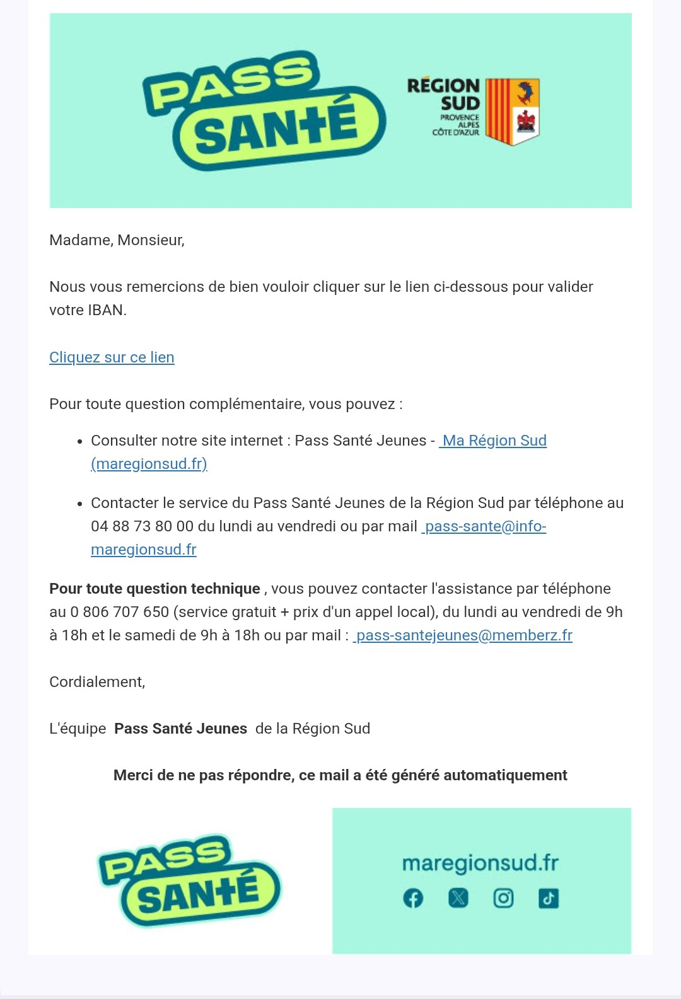 PASS
SANTÉ
RÉGION
SUD
PROVENCE
ALPES
CÔTE D'AZUR
Madame, Monsieur,
Nous vous remercions de bien vouloir cliquer sur le lien ci-dessous pour valider
votre IBAN.
Cliquez sur ce lien
Pour toute question complémentaire, vous pouvez :
• Consulter notre site internet : Pass Santé Jeunes - Ma Région Sud
(maregionsud.fr)
• Contacter le service du Pass Santé Jeunes de la Région Sud par téléphone au
04 88 73 80 00 du lundi au vendredi ou par mail pass-sante@info-
maregionsud.fr
Pour toute question technique , vous pouvez contacter l'assistance par téléphone
au 0 806 707 650 (service gratuit + prix d'un appel local), du lundi au vendredi de 9h
à 18h et le samedi de 9h à 18h ou par mail : pass-santejeunes@memberz.fr
Cordialement,
L'équipe Pass Santé Jeunes de la Région Sud
Merci de ne pas répondre, ce mail a été généré automatiquement
PASS
SANTÉ
maregionsud.fr